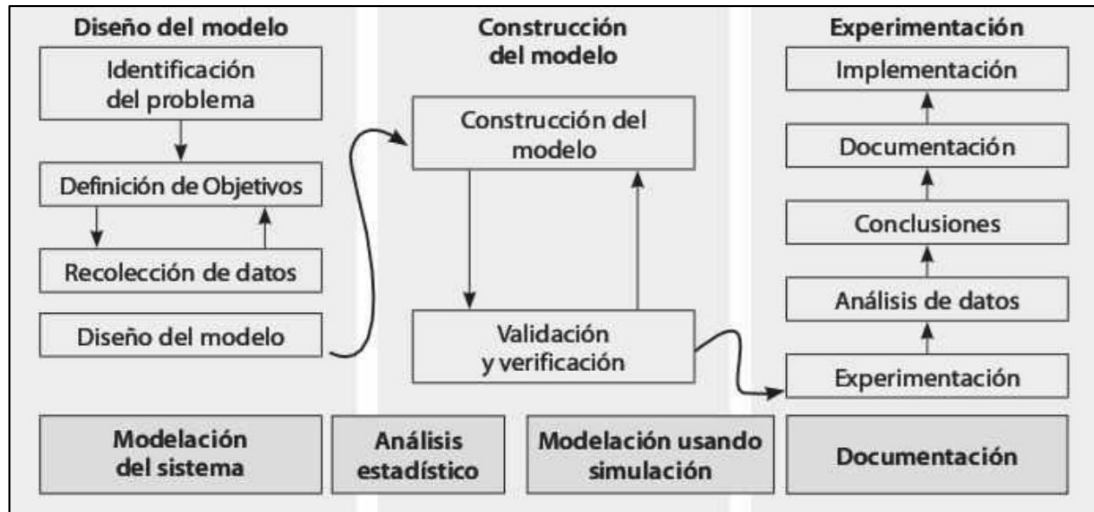 Diseño del modelo
Identificación
del problema
Definición de Objetivos
Recolección de datos
Diseño del modelo
Construcción
del modelo
Construcción del
modelo
Validación
y verificación
Experimentación
Implementación
Documentación
Conclusiones
Análisis de datos
Experimentación
Modelación
del sistema
Análisis
estadístico
Modelación usando
simulación
Documentación